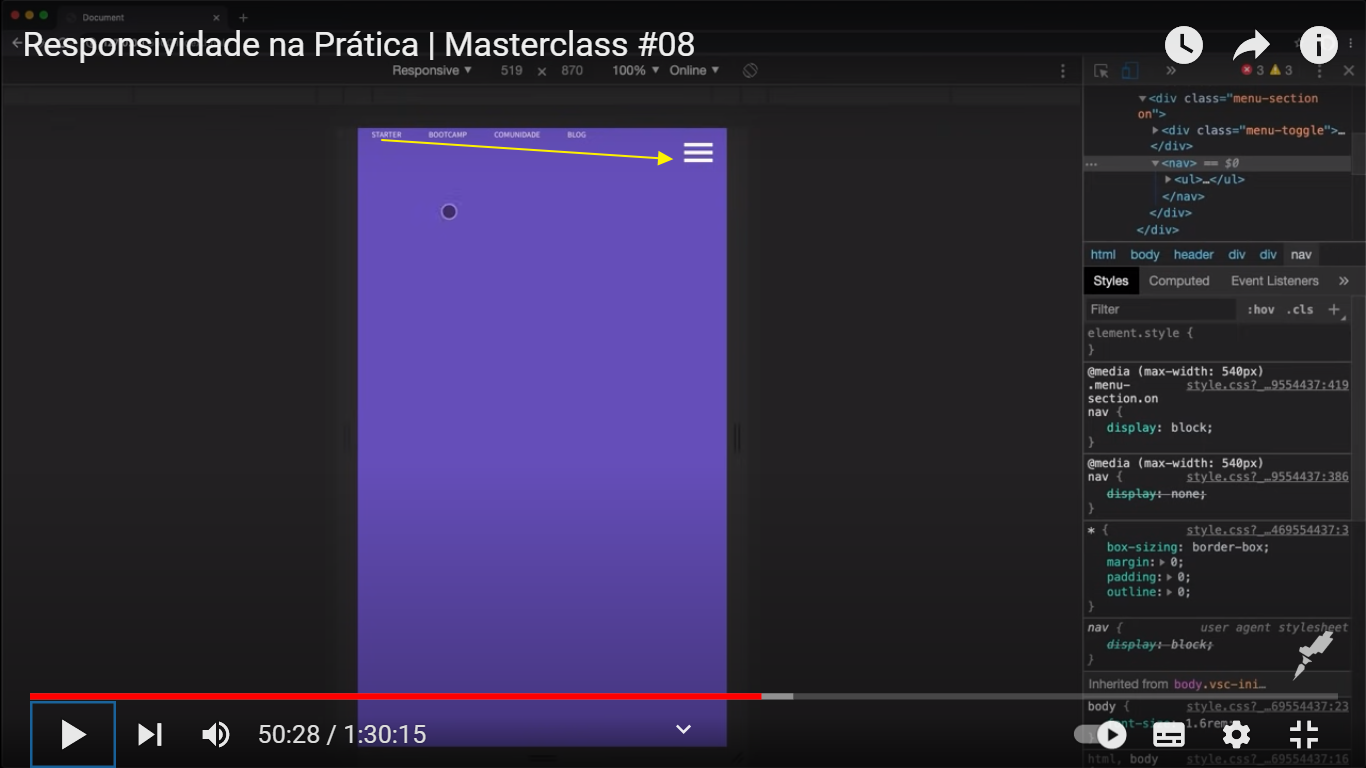 Document
Responsividade na Prática | Masterclass #08
Responsive 519 x 870 100% Online
3 3
STARTER BOOTCAMP COMUNIDADE BLOG
<div class="menu-section
on">
<div class="menu-toggle">…
</div>
<nav> == $0
<ul>…</ul>
</nav>
</div>
</div>
html body header div div nav
Styles Computed Event Listeners »
Filter :hov .cls +
element.style {
}
@media (max-width: 540px)
.menu- style.css?_…9554437:419
section.on
nav {
display: block;
}
@media (max-width: 540px)
nav { style.css?_…9554437:386
display: none;
}
* { style.css?_…469554437:3
box-sizing: border-box;
margin: 0;
padding: 0;
outline: 0;
}
nav { user agent stylesheet
display: block;
}
Inherited from body.vsc-ini…
body { style.css?_…69554437:23
font-size: 1.6rem;
}
html, body style.css?_…69554437:16
50:28 / 1:30:15